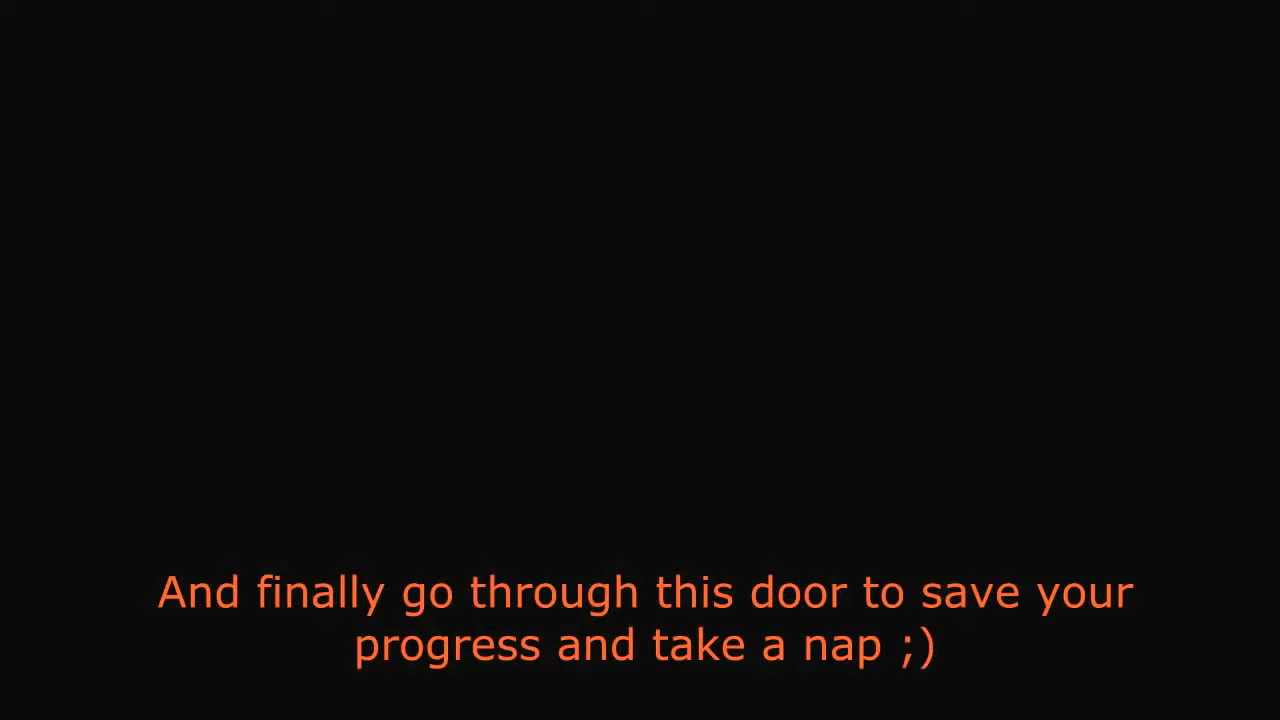 And finally go through this door to save your
progress and take a nap ;)